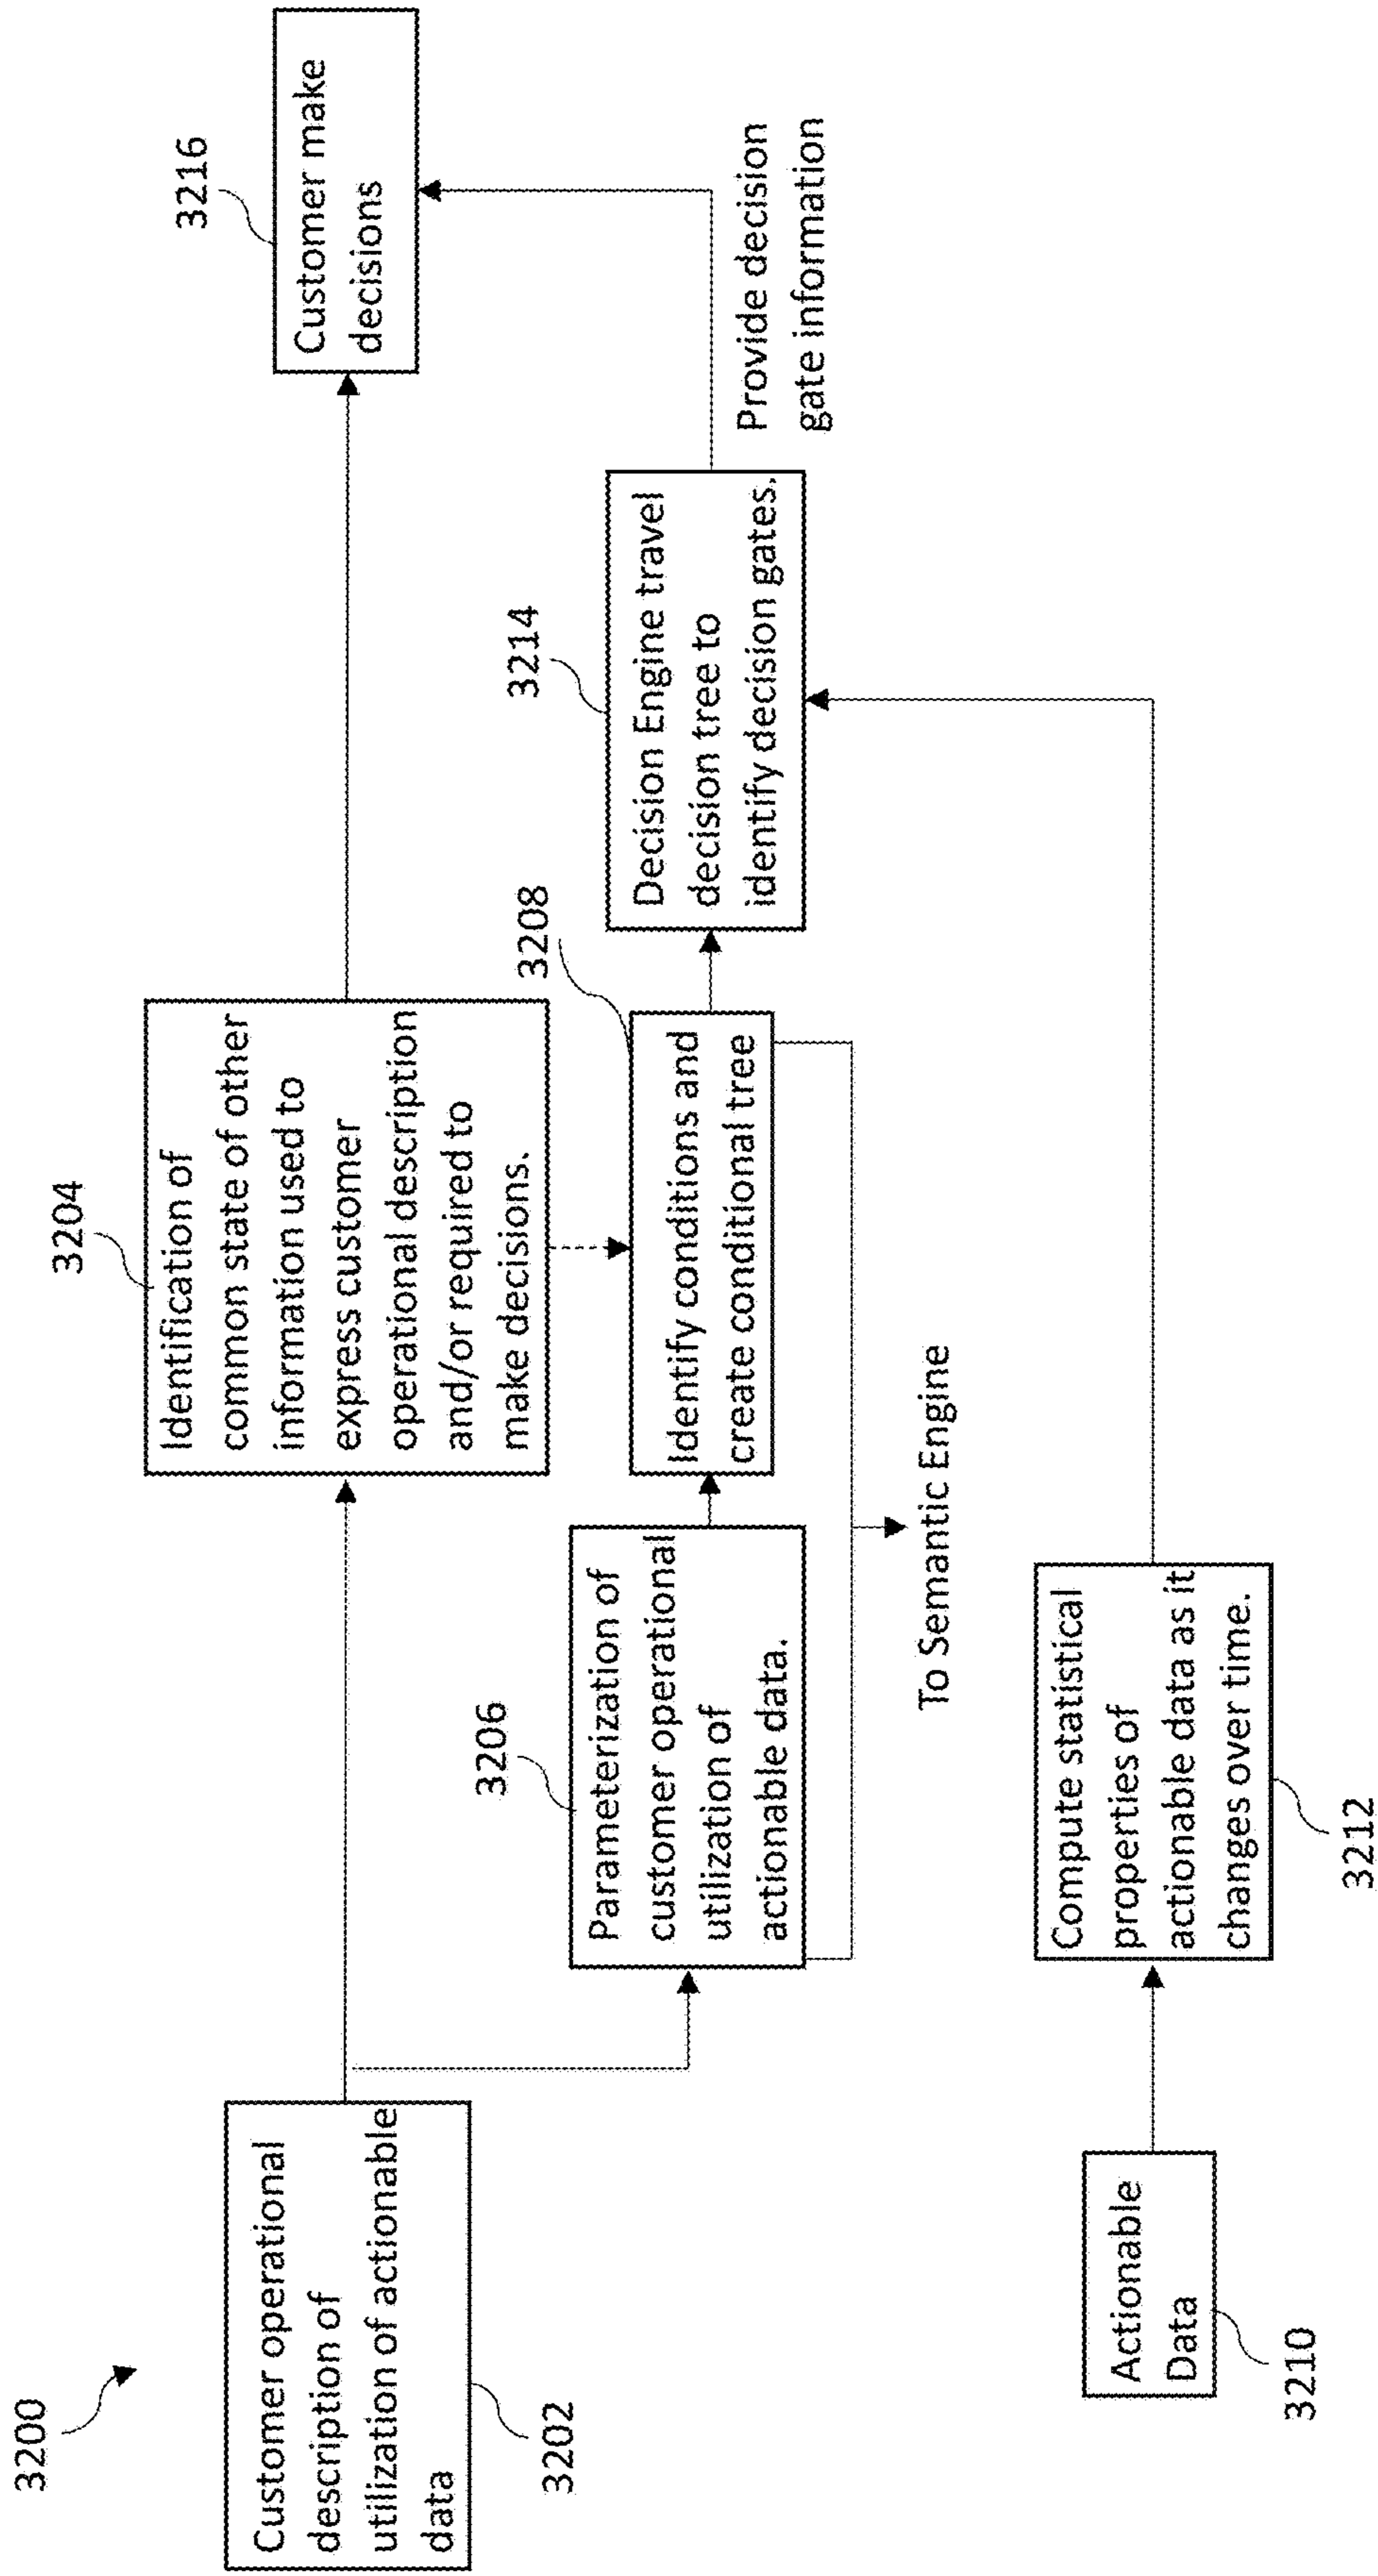 3200
Customer operational
description of
utilization of actionable
data
3202
3204
Identification of
common state of other
information used to
express customer
operational description
and/or required to
make decisions.
3216
Customer make
decisions
3206
Parameterization of
customer operational
utilization of
actionable data.
3208
Identify conditions and
create conditional tree
3214
Decision Engine travel
decision tree to
identify decision gates.
Provide decision
gate information
To Semantic Engine
Actionable
Data
3210
Compute statistical
properties of
actionable data as it
changes over time.
3212